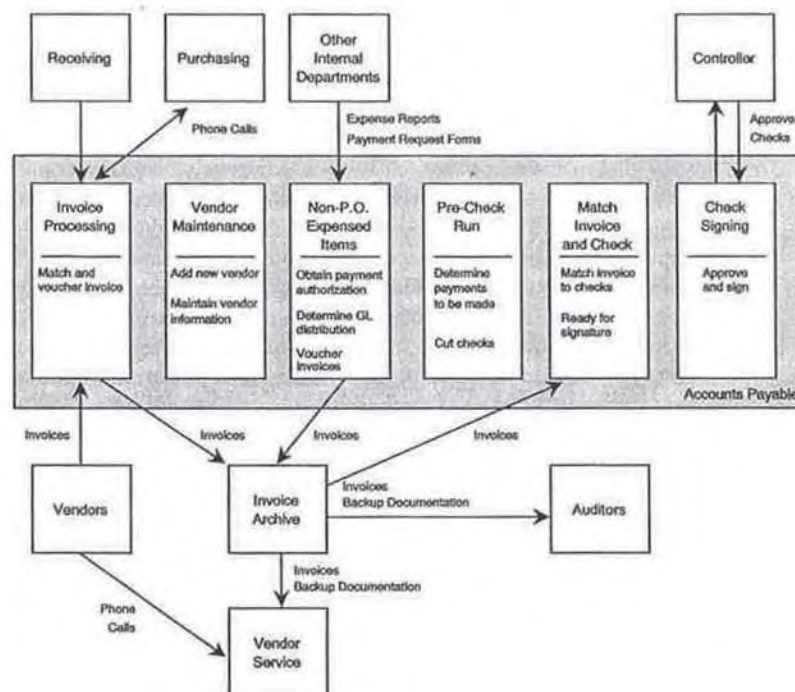 Receiving
Purchasing
Other
Internal
Departments
Controller
Phone Calls
Expense Reports
Payment Request Forms
Approve
Checks
Invoice
Processing
Match and
voucher invoice
Vendor
Maintenance
Add new vendor
Maintain vendor
information
Non-P.O.
Expensed
Items
Obtain payment
authorization
Determine GL
distribution
Voucher
Invoices
Pre-Check
Run
Determine
payments
to be made
Cut checks
Match
Invoice
and Check
Match invoice
to checks
Ready for
signature
Check
Signing
Approve
and sign
Accounts Payable
Invoices
Invoices
Invoices
Invoices
Vendors
Invoice
Archive
Invoices
Backup Documentation
Auditors
Invoices
Backup Documentation
Phone
Calls
Vendor
Service